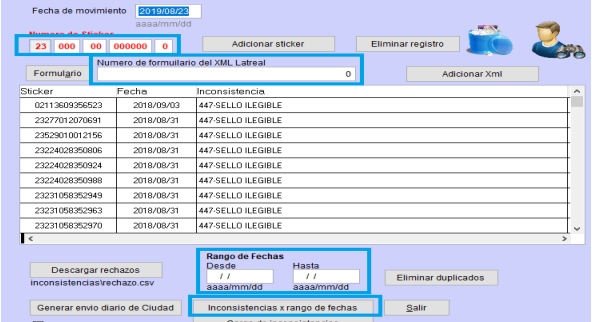 Fecha de movimiento 2019/08/23
aaaa/mm/dd
Numero de Sticker
23 000 00 000000 0 Adicionar sticker Eliminar registro
Numero de formuilario del XML Latreal
Formulario 0 Adicionar Xml
Sticker Fecha Inconsistencia
02113609356523 2018/09/03 447-SELLO ILEGIBLE
23277012070691 2018/08/31 447-SELLO ILEGIBLE
23529010012156 2018/08/31 447-SELLO ILEGIBLE
23224028350806 2018/08/31 447-SELLO ILEGIBLE
23224028350924 2018/08/31 447-SELLO ILEGIBLE
23224028350988 2018/08/31 447-SELLO ILEGIBLE
23231058352949 2018/08/31 447-SELLO ILEGIBLE
23231058352963 2018/08/31 447-SELLO ILEGIBLE
23231058352970 2018/08/31 447-SELLO ILEGIBLE
Rango de Fechas
Desde Hasta
/ / / /
aaaa/mm/dd aaaa/mm/dd
Descargar rechazos Eliminar duplicados
inconsistencias\rechazo.csv
Generar envio diario de Ciudad Inconsistencias x rango de fechas Salir
Carga de inconsistencias